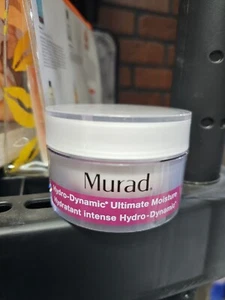 Murad.
Hydro-Dynamic® Ultimate Moisture
Hydratant intense Hydro-Dynamic